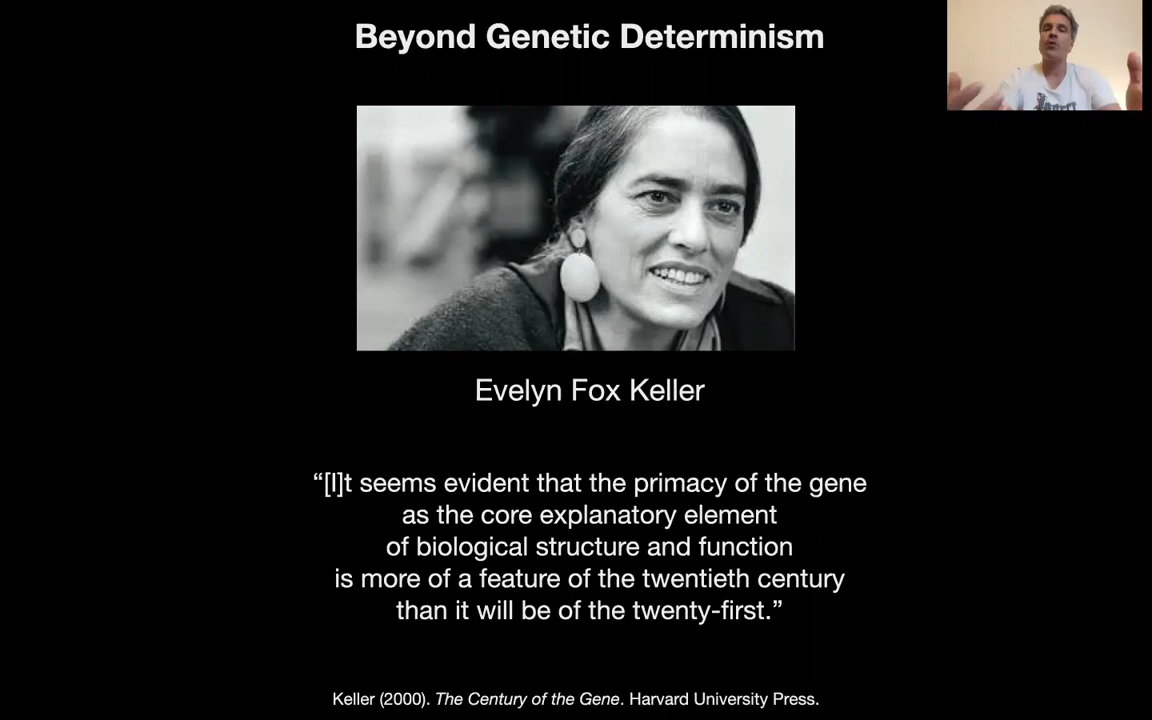 Beyond Genetic Determinism
Evelyn Fox Keller
“[I]t seems evident that the primacy of the gene
as the core explanatory element
of biological structure and function
is more of a feature of the twentieth century
than it will be of the twenty-first.”
Keller (2000). The Century of the Gene. Harvard University Press.